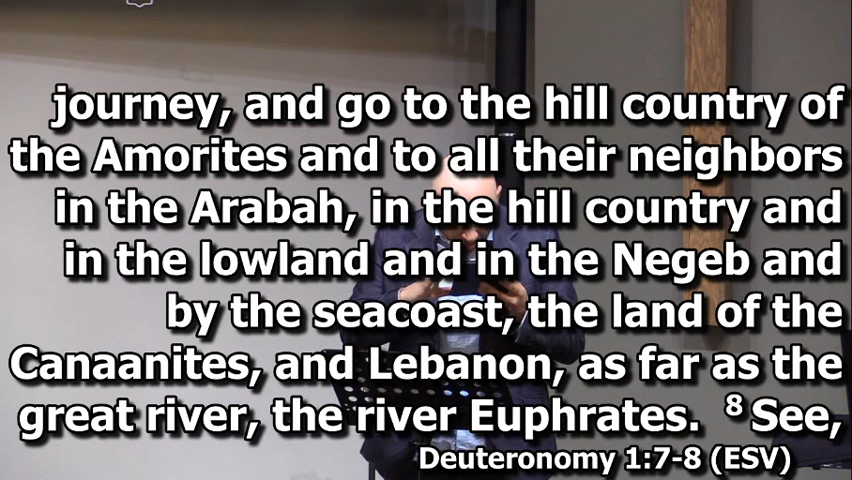 journey, and go to the hill country of
the Amorites and to all their neighbors
in the Arabah, in the hill country and
in the lowland and in the Negeb and
by the seacoast, the land of the
Canaanites, and Lebanon, as far as the
great river, the river Euphrates. ⁸ See,
Deuteronomy 1:7-8 (ESV)